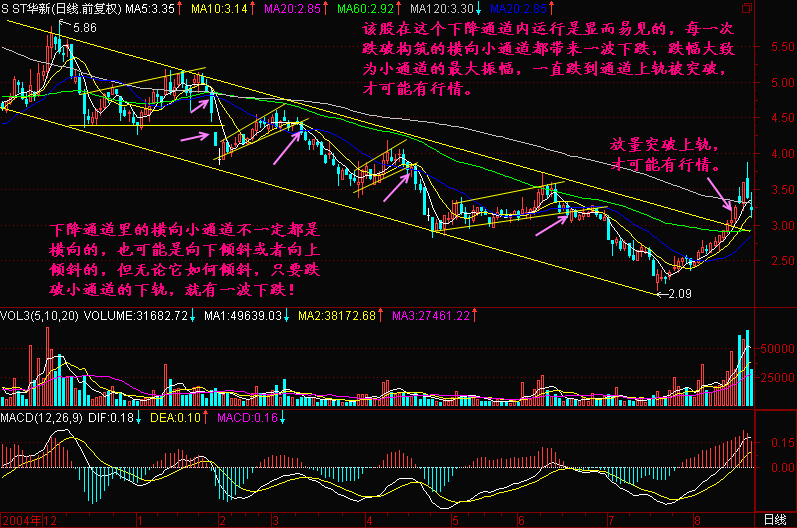 S ST华新(日线.前复权) MA5:3.35↑ MA10:3.14↑ MA20:2.85↑ MA60:2.92↑ MA120:3.30↓ MA20:2.85↑
5.86
该股在这个下降通道内运行是显而易见的，每一次
跌破构筑的横向小通道都带来一波下跌，跌幅大致
为小通道的最大振幅，一直跌到通道上轨被突破，
才可能有行情。
5.50
5.00
4.50
4.00
3.50
3.00
2.50
放量突破上轨，
才可能有行情。
下降通道里的横向小通道不一定都是
横向的，也可能是向下倾斜或者向上
倾斜的，但无论它如何倾斜，只要跌
破小通道的下轨，就有一波下跌！
2.09
VOL3(5,10,20) VOLUME:31682.72↓ MA1:49639.03↓ MA2:38172.68↑ MA3:27461.22↑
50000
25000
MACD(12,26,9) DIF:0.18↓ DEA:0.10↑ MACD:0.16↓
0.15
0.00
2004年 12 1 2 3 4 5 6 7 8 日线